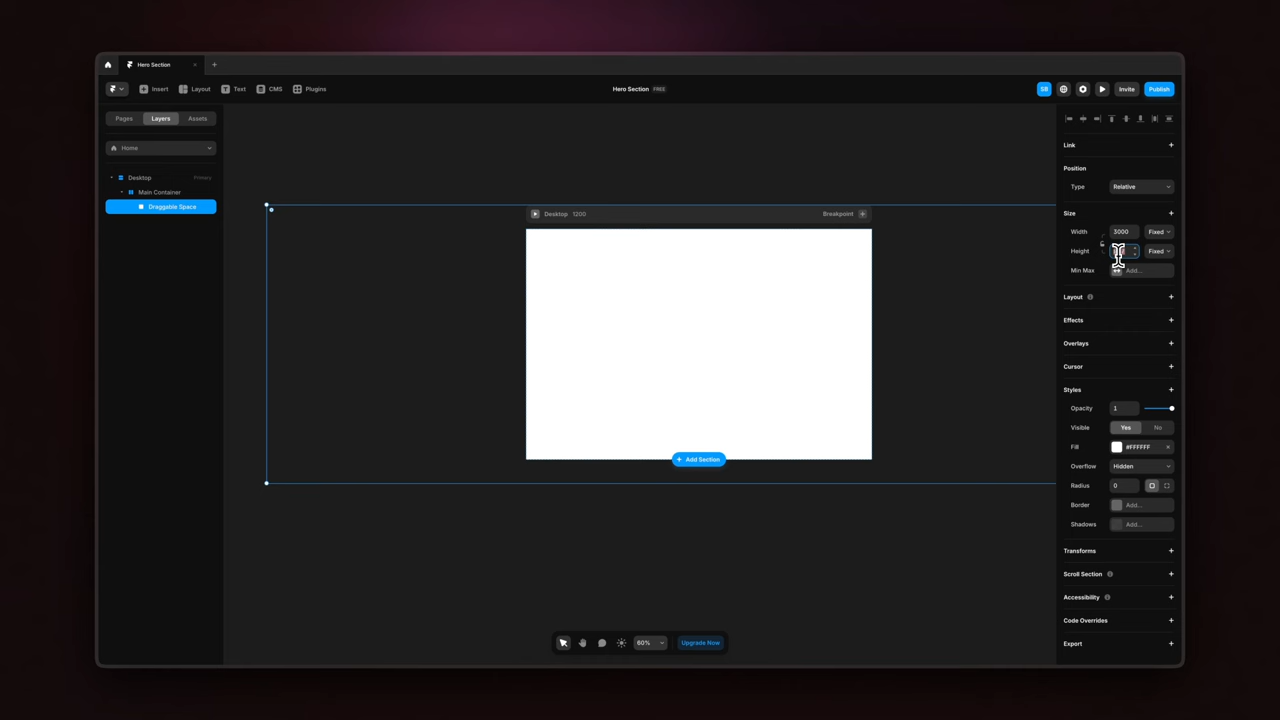 Hero Section
Insert
Layout
Text
CMS
Plugins
Hero Section FREE
SB
Invite
Publish
Pages
Layers
Assets
Home
Desktop
Primary
Main Container
Draggable Space
Desktop 1200
Breakpoint
Add Section
60%
Upgrade Now
Link
Position
Type
Relative
Size
Width
3000
Fixed
Height
Fixed
Min Max
Add...
Layout
Effects
Overlays
Cursor
Styles
Opacity
1
Visible
Yes
No
Fill
#FFFFFF
Overflow
Hidden
Radius
0
Border
Add...
Shadows
Add...
Transforms
Scroll Section
Accessibility
Code Overrides
Export